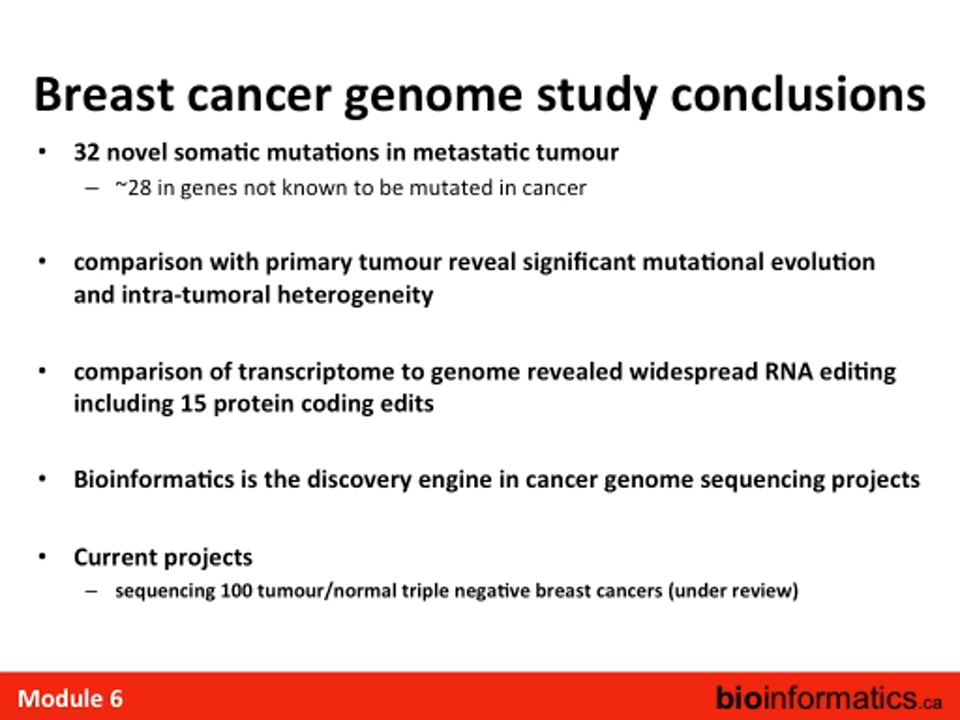 Breast cancer genome study conclusions
• 32 novel somatic mutations in metastatic tumour
– ~28 in genes not known to be mutated in cancer
• comparison with primary tumour reveal significant mutational evolution
and intra-tumoral heterogeneity
• comparison of transcriptome to genome revealed widespread RNA editing
including 15 protein coding edits
• Bioinformatics is the discovery engine in cancer genome sequencing projects
• Current projects
– sequencing 100 tumour/normal triple negative breast cancers (under review)
Module 6
bioinformatics.ca